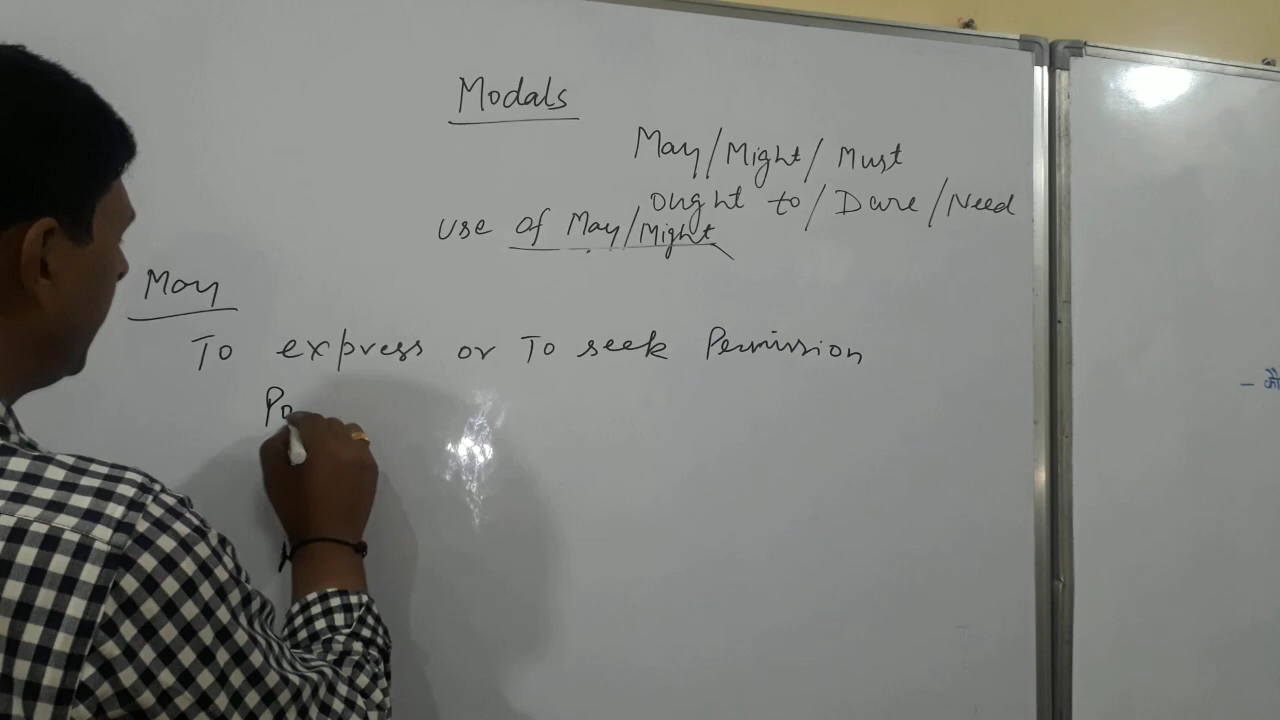 Modals
May/Might/Must
ought to/Dare/Need
use of May/Might
May
To express or To seek Permission
Po